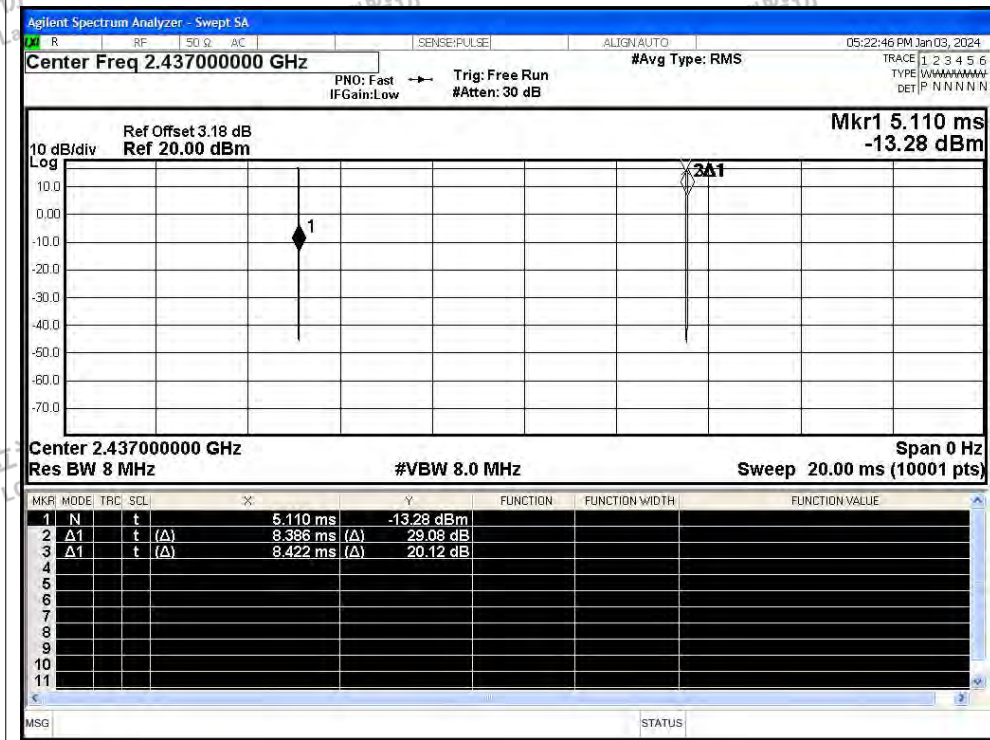 Agilent Spectrum Analyzer - Swept SA
R RF 50 Ω AC SENSE:PULSE ALIGN AUTO 05:22:46 PM Jan 03, 2024
Center Freq 2.437000000 GHz
PNO: Fast
IFGain:Low
Trig: Free Run
#Atten: 30 dB
#Avg Type: RMS
TRACE 1 2 3 4 5 6
TYPE WWWWWW
DET P N N N N N
Mkr1 5.110 ms
-13.28 dBm
Ref Offset 3.18 dB
10 dB/div Ref 20.00 dBm
Log
10.0
0.00
-10.0
-20.0
-30.0
-40.0
-50.0
-60.0
-70.0
1
3Δ1
Center 2.437000000 GHz Span 0 Hz
Res BW 8 MHz #VBW 8.0 MHz Sweep 20.00 ms (10001 pts)
MKR MODE TRC SCL X Y FUNCTION FUNCTION WIDTH FUNCTION VALUE
1 N t 5.110 ms -13.28 dBm
2 Δ1 t (Δ) 8.386 ms (Δ) 29.08 dB
3 Δ1 t (Δ) 8.422 ms (Δ) 20.12 dB
4
5
6
7
8
9
10
11
MSG STATUS